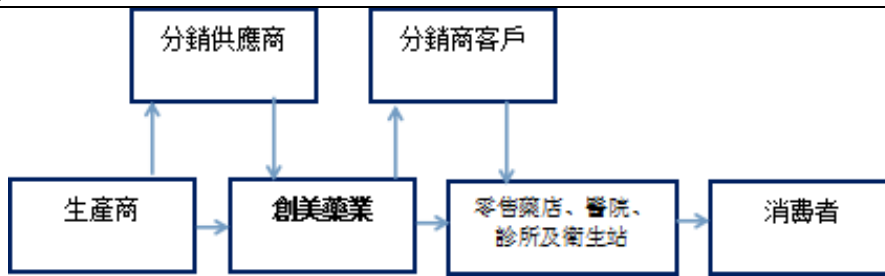 分銷供應商
分銷商客戶
生產商
創美藥業
零售藥店、醫院、
診所及衛生站
消費者